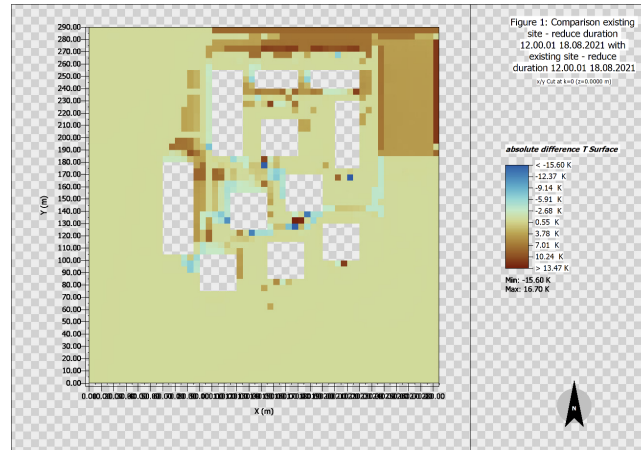 Figure 1: Comparison existing
site - reduce duration
12.00.01 18.08.2021 with
existing site - reduce
duration 12.00.01 18.08.2021
x/y Cut at k=0 (z=0.0000 m)
absolute difference T Surface
< -15.60 K
-12.37 K
-9.14 K
-5.91 K
-2.68 K
0.55 K
3.78 K
7.01 K
10.24 K
> 13.47 K
Min: -15.60 K
Max: 16.70 K
N
Y (m)
290.00
280.00
270.00
260.00
250.00
240.00
230.00
220.00
210.00
200.00
190.00
180.00
170.00
160.00
150.00
140.00
130.00
120.00
110.00
100.00
90.00
80.00
70.00
60.00
50.00
40.00
30.00
20.00
10.00
0.00
X (m)